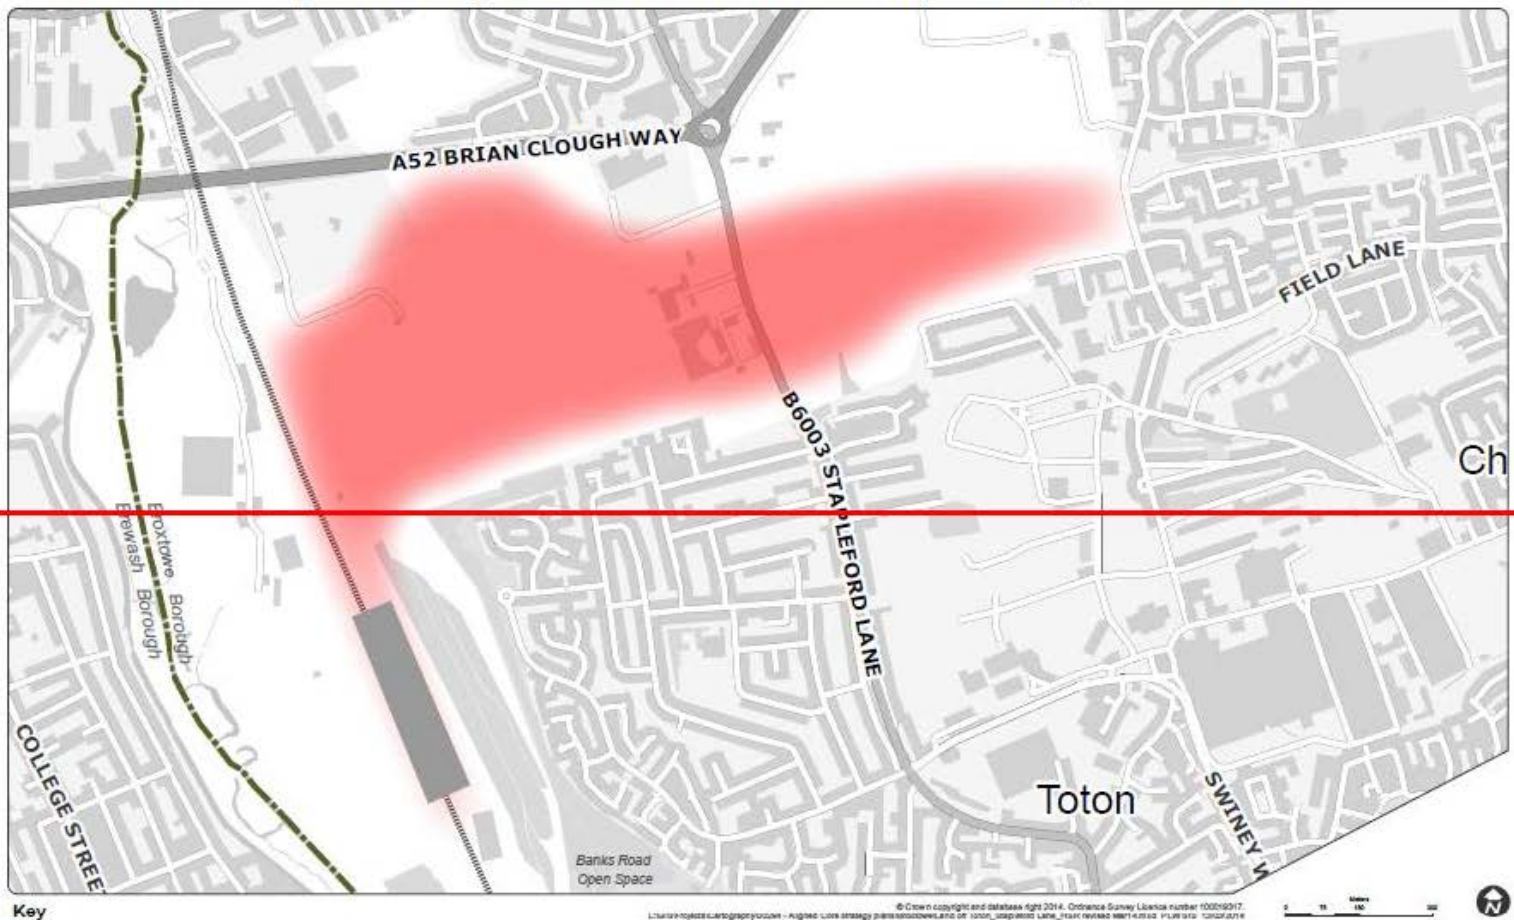 A52 BRIAN CLOUGH WAY
FIELD LANE
B6003 STAPLEFORD LANE
Ch
Broxtowe Borough
Erewash Borough
COLLEGE STREE
Toton
SWINEY W
Banks Road
Open Space
Key
© Crown copyright and database right 2014. Ordnance Survey Licence number 100019317.
Meters
N